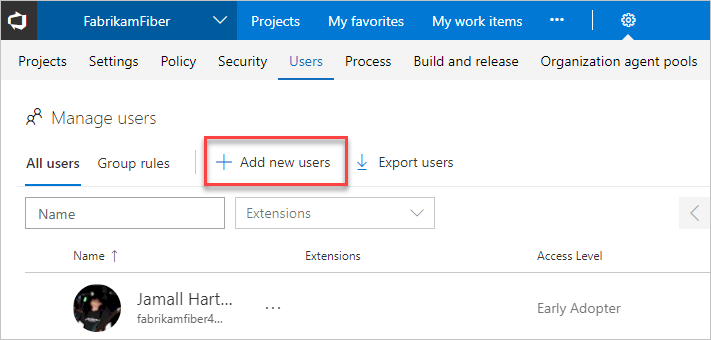 FabrikamFiber Projects My favorites My work items ...
Projects Settings Policy Security Users Process Build and release Organization agent pools
Manage users
All users Group rules Add new users Export users
Name Extensions
Name ↑ Extensions Access Level
Jamall Hart... ...
fabrikamfiber4... Early Adopter